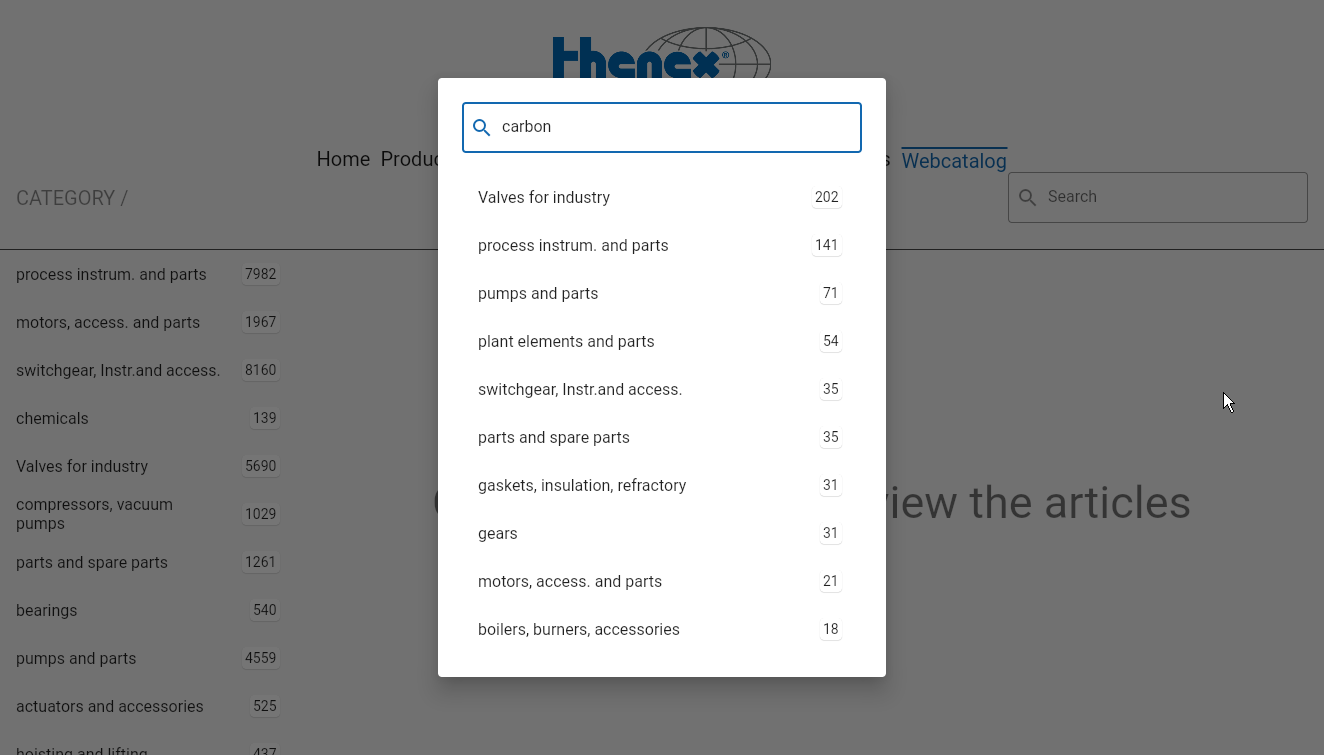 thenex®
Home Produc
s Webcatalog
CATEGORY /
Search
carbon
Valves for industry 202
process instrum. and parts 141
pumps and parts 71
plant elements and parts 54
switchgear, Instr.and access. 35
parts and spare parts 35
gaskets, insulation, refractory 31
gears 31
motors, access. and parts 21
boilers, burners, accessories 18
process instrum. and parts 7982
motors, access. and parts 1967
switchgear, Instr.and access. 8160
chemicals 139
Valves for industry 5690
compressors, vacuum
pumps 1029
parts and spare parts 1261
bearings 540
pumps and parts 4559
actuators and accessories 525
hoisting and lifting 437
view the articles